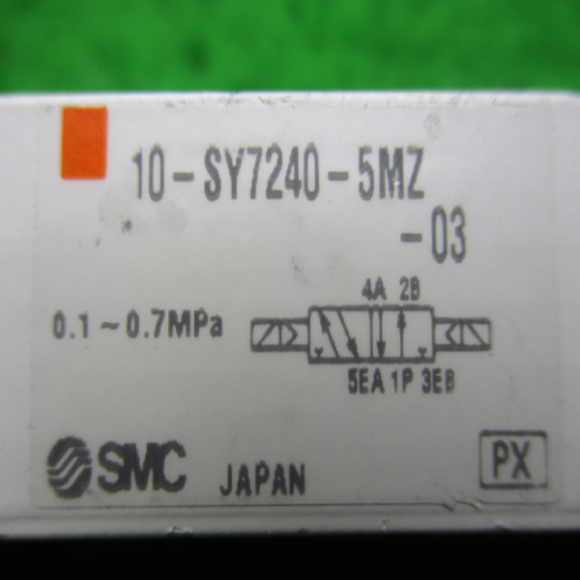 10-SY7240-5MZ
-03
4A 2B
0.1~0.7MPa
5EA 1P 3EB
SMC JAPAN PX